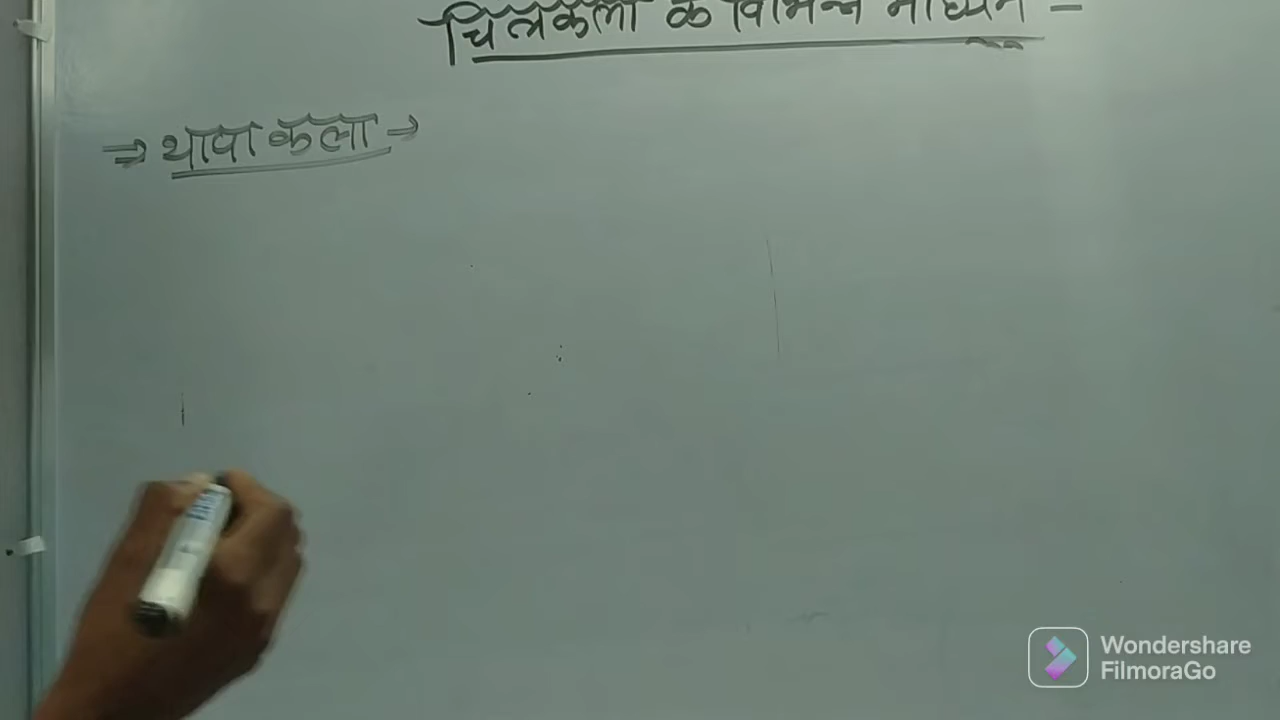 चित्रकला के विभिन्न माध्यम -
→ थापा कला →
Wondershare
FilmoraGo